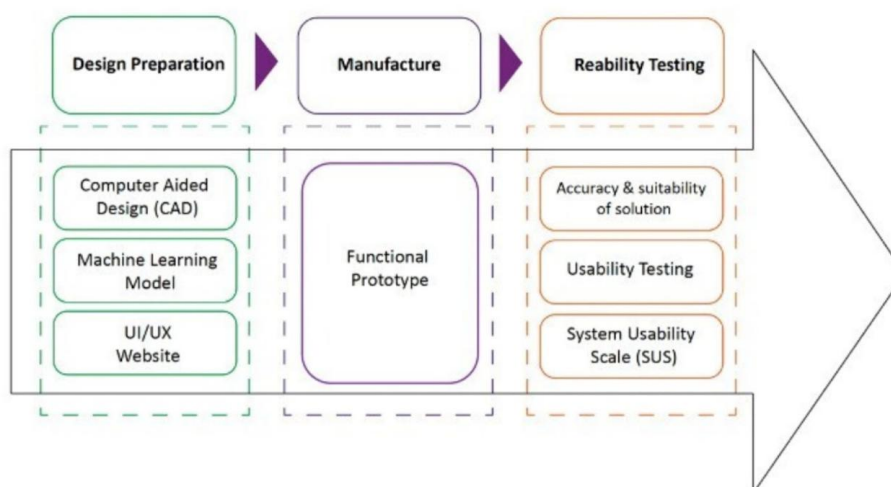 Design Preparation
Manufacture
Reability Testing
Computer Aided
Design (CAD)
Machine Learning
Model
UI/UX
Website
Functional
Prototype
Accuracy & suitability
of solution
Usability Testing
System Usability
Scale (SUS)